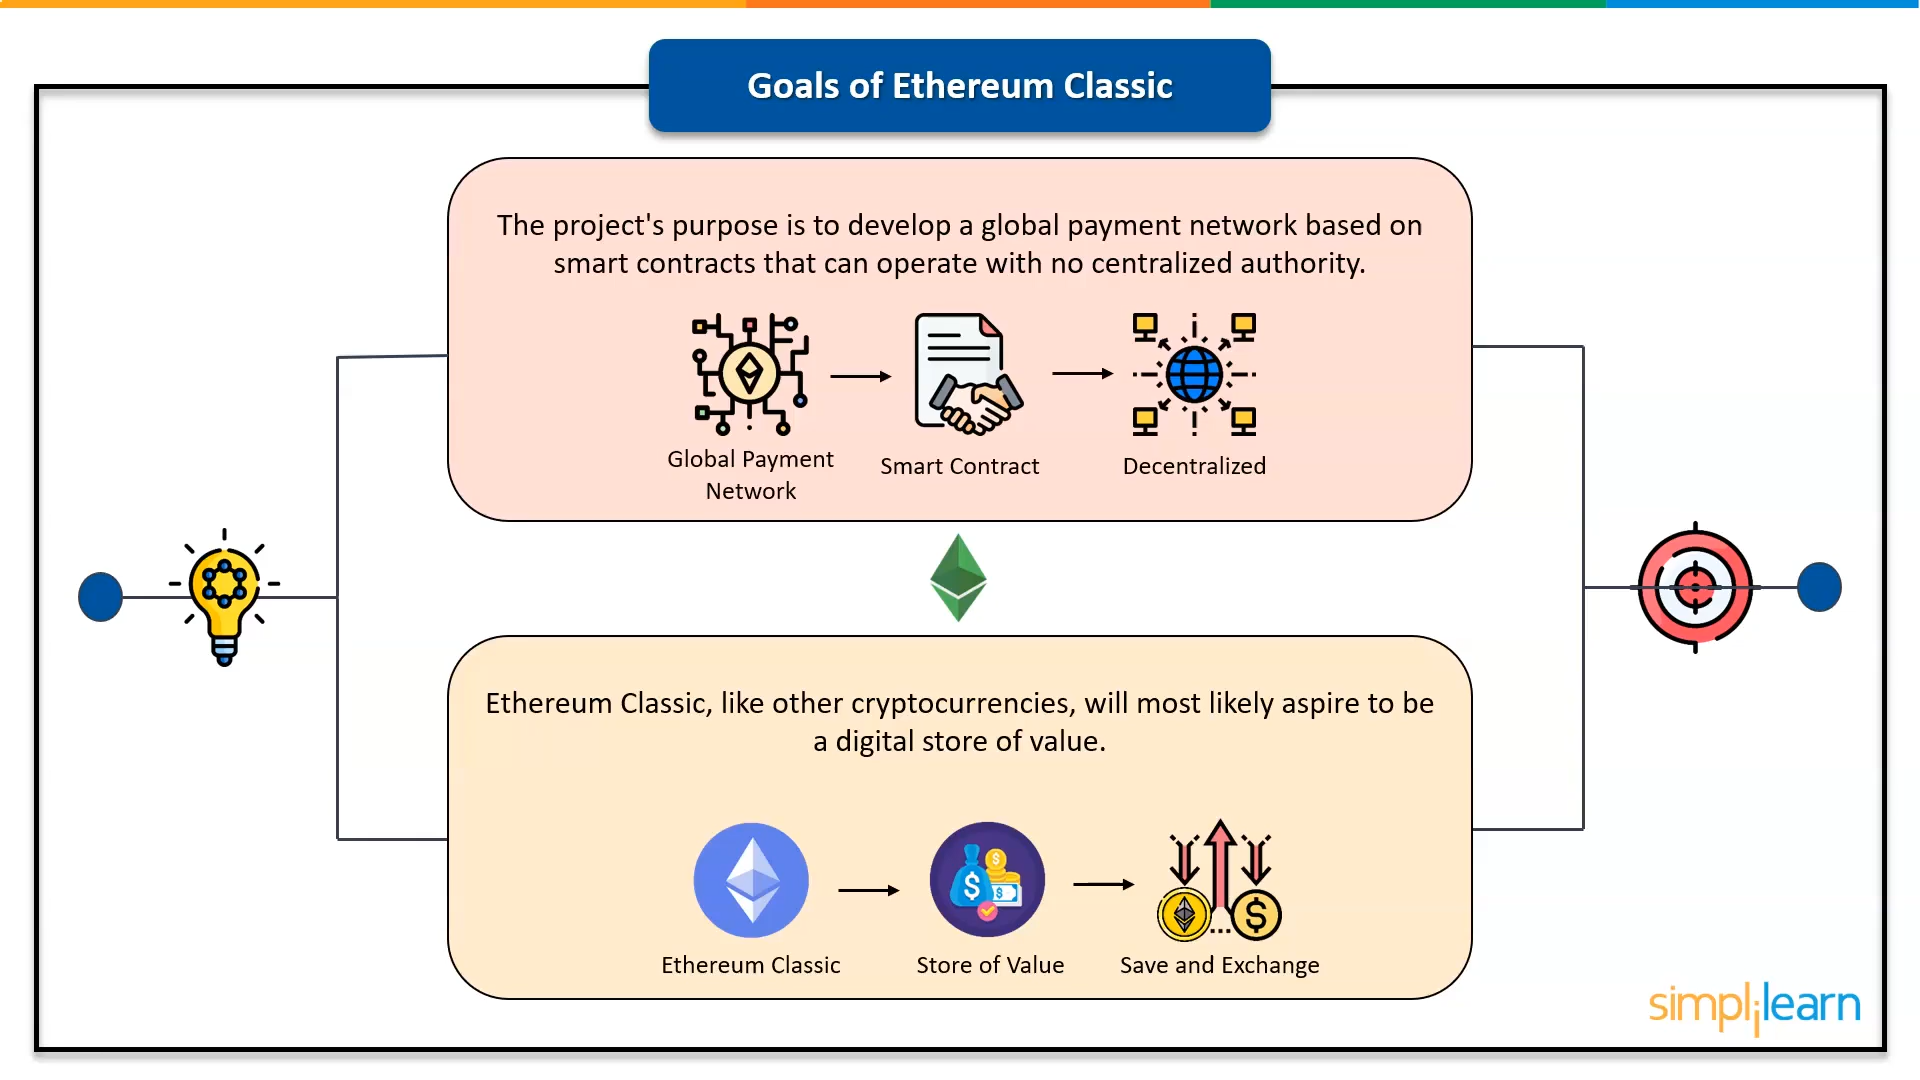 Goals of Ethereum Classic
The project's purpose is to develop a global payment network based on
smart contracts that can operate with no centralized authority.
Global Payment
Network
Smart Contract
Decentralized
Ethereum Classic, like other cryptocurrencies, will most likely aspire to be
a digital store of value.
Ethereum Classic
Store of Value
Save and Exchange
simplilearn